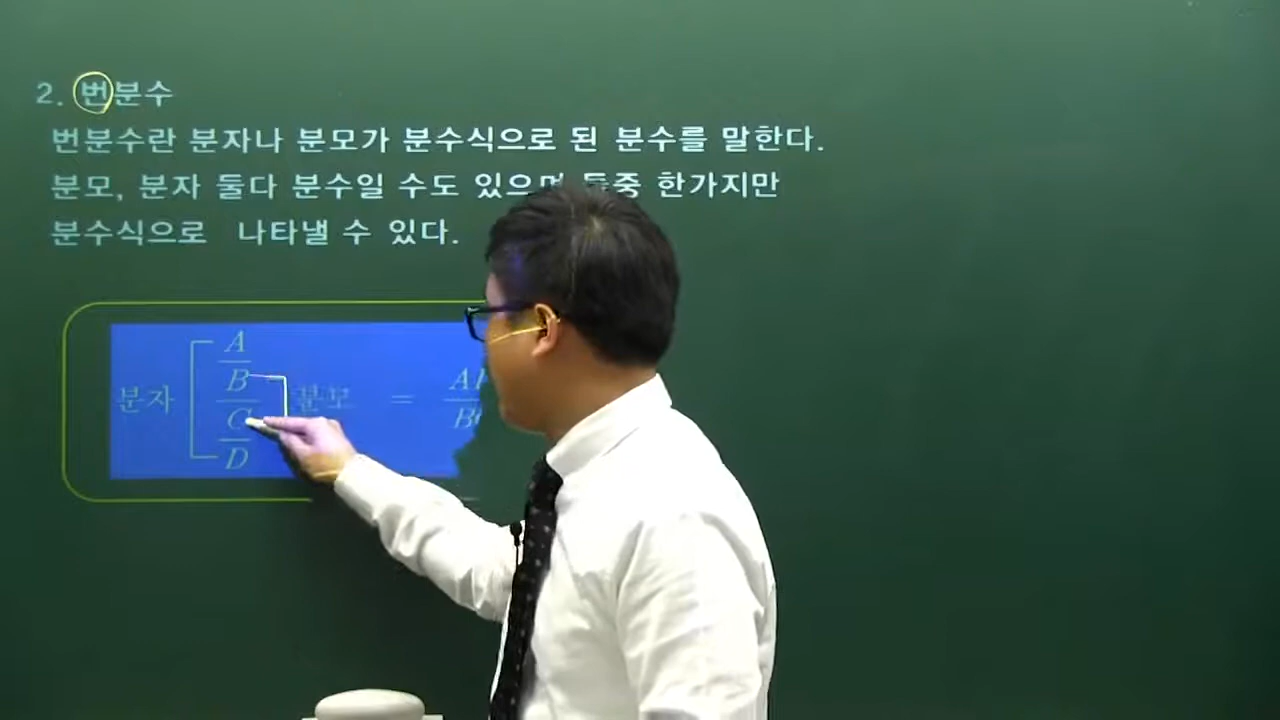 2. 번분수
번분수란 분자나 분모가 분수식으로 된 분수를 말한다.
분모, 분자 둘다 분수일 수도 있으며 둘중 한가지만
분수식으로 나타낼 수 있다.
A
B
분자 분모 =
C
D
A
B